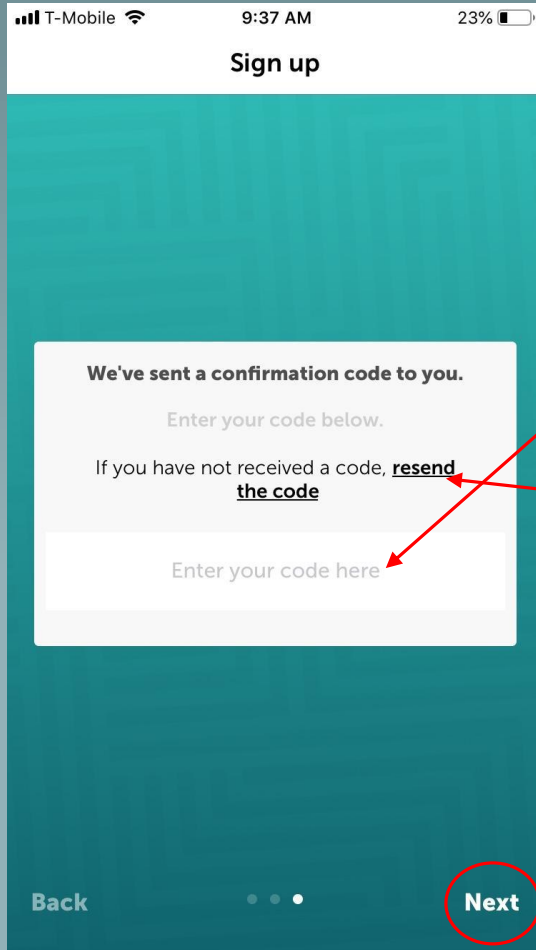 T-Mobile 9:37 AM 23%
Sign up
We've sent a confirmation code to you.
Enter your code below.
If you have not received a code, resend
the code
Enter your code here
Back Next